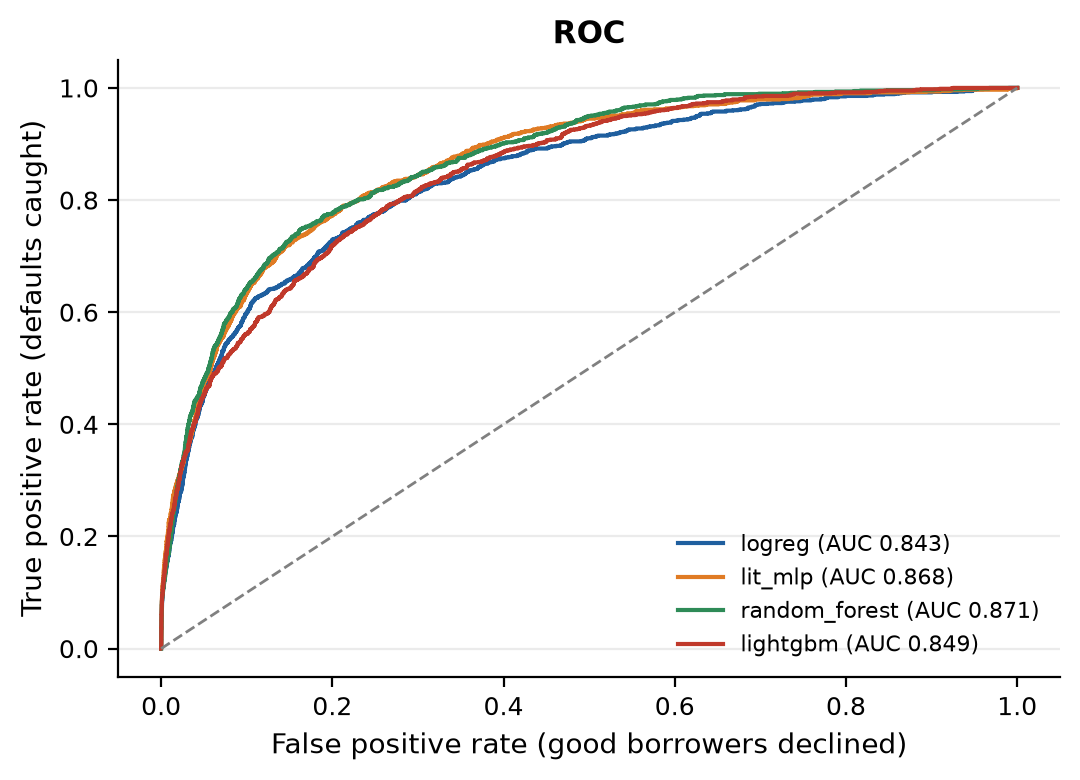 ROC
True positive rate (defaults caught)
1.0
0.8
0.6
0.4
0.2
0.0
logreg (AUC 0.843)
lit_mlp (AUC 0.868)
random_forest (AUC 0.871)
lightgbm (AUC 0.849)
0.0 0.2 0.4 0.6 0.8 1.0
False positive rate (good borrowers declined)